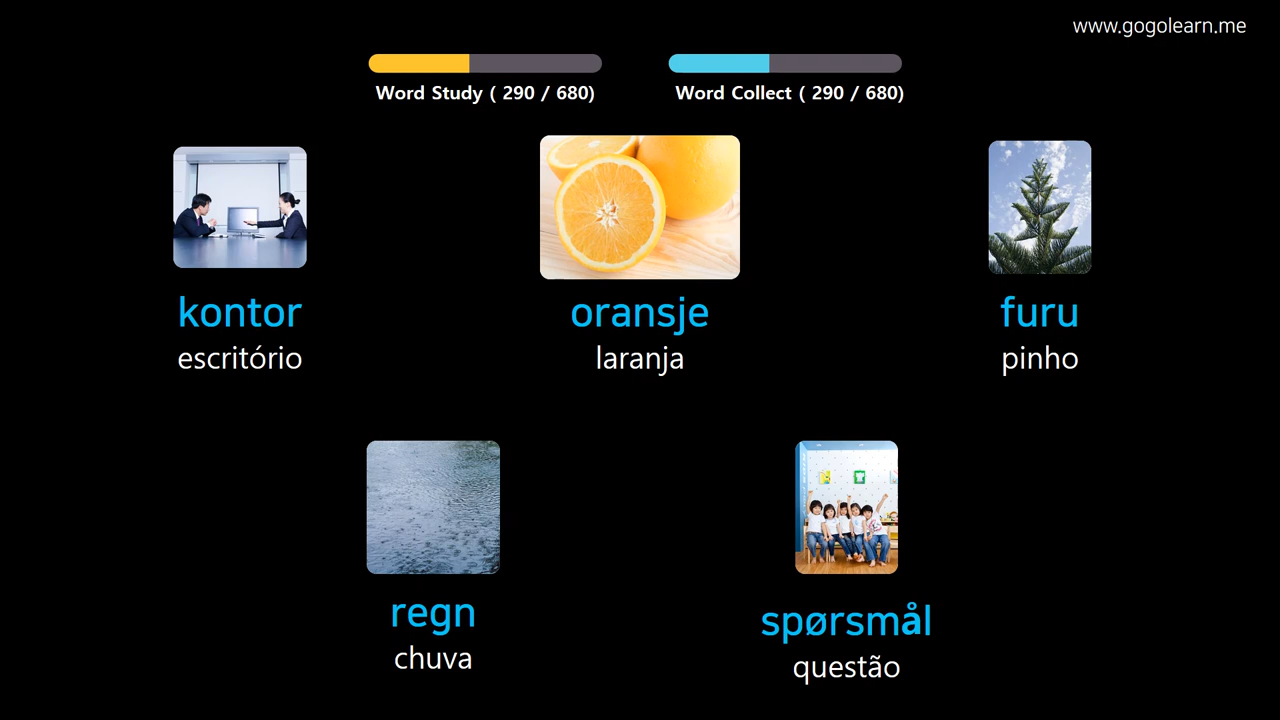 www.gogolearn.me
Word Study ( 290 / 680)
Word Collect ( 290 / 680)
kontor
escritório
oransje
laranja
furu
pinho
regn
chuva
spørsmål
questão